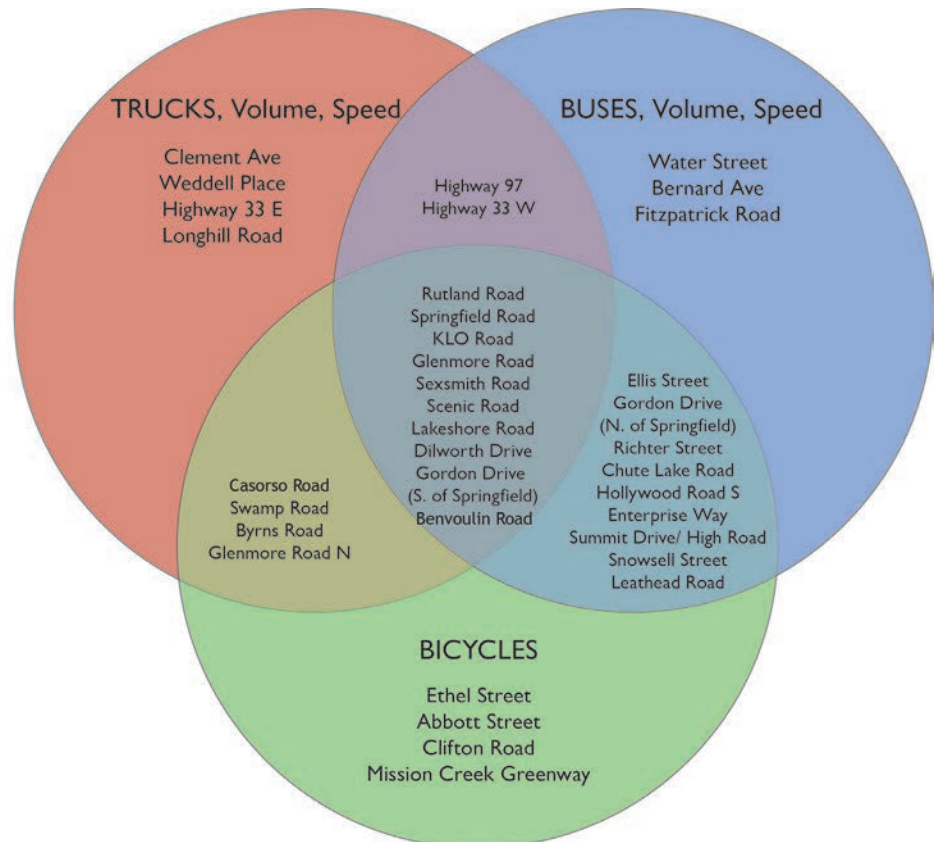 TRUCKS, Volume, Speed
Clement Ave
Weddell Place
Highway 33 E
Longhill Road
BUSES, Volume, Speed
Water Street
Bernard Ave
Fitzpatrick Road
Highway 97
Highway 33 W
Rutland Road
Springfield Road
KLO Road
Glenmore Road
Sexsmith Road
Scenic Road
Lakeshore Road
Dilworth Drive
Gordon Drive
(S. of Springfield)
Benvoulin Road
Casorso Road
Swamp Road
Byrns Road
Glenmore Road N
Ellis Street
Gordon Drive
(N. of Springfield)
Richter Street
Chute Lake Road
Hollywood Road S
Enterprise Way
Summit Drive/ High Road
Snowsell Street
Leathead Road
BICYCLES
Ethel Street
Abbott Street
Clifton Road
Mission Creek Greenway